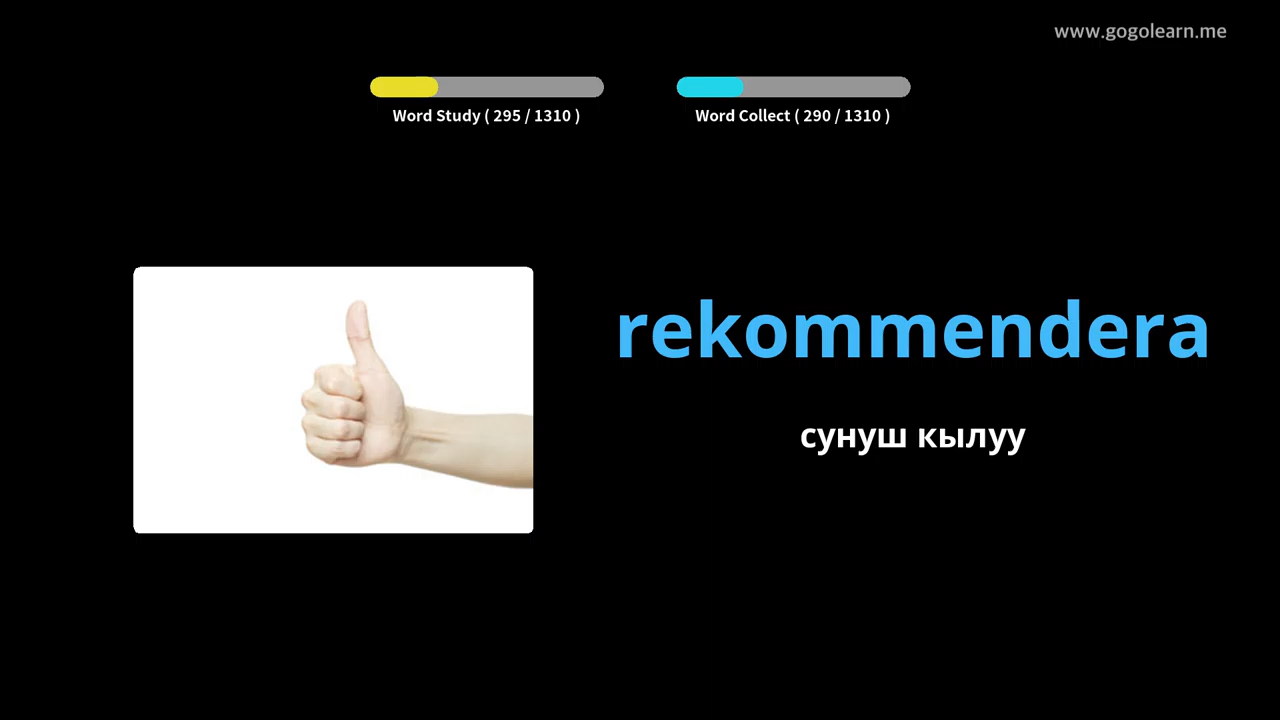 www.gogolearn.me
Word Study ( 295 / 1310 )
Word Collect ( 290 / 1310 )
rekommendera
сунуш кылуу